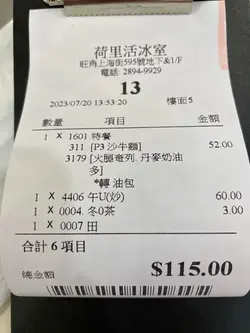 荷里活冰室
旺角上海街595號地下&1/F
電話: 2894-9929
13
2023/07/20 13:53:20 樓面5
數量 項目 金額
1 X 1601 特餐 52.00
311 [P3 沙牛麵]
3179 [火腿奄列. 丹麥奶油多]
*轉 油包
1 X 4406 午U(炒) 60.00
1 X 0004. 冬0茶 3.00
1 X 0007 田
合計 6 項目
總金額 $115.00